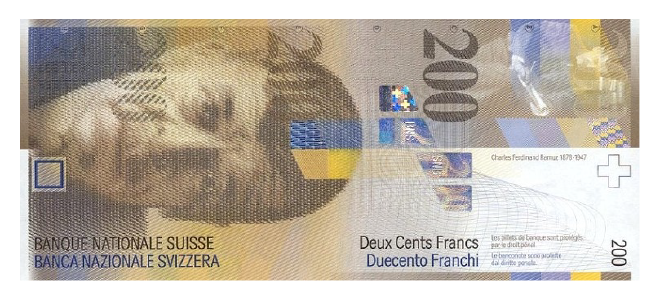 200
Charles Ferdinand Ramuz 1878-1947
BANQUE NATIONALE SUISSE
BANCA NAZIONALE SVIZZERA
Deux Cents Francs
Duecento Franchi
Les billets de banque sont protégés
par le droit pénal.
Le banconote sono protette
dal diritto penale.
200